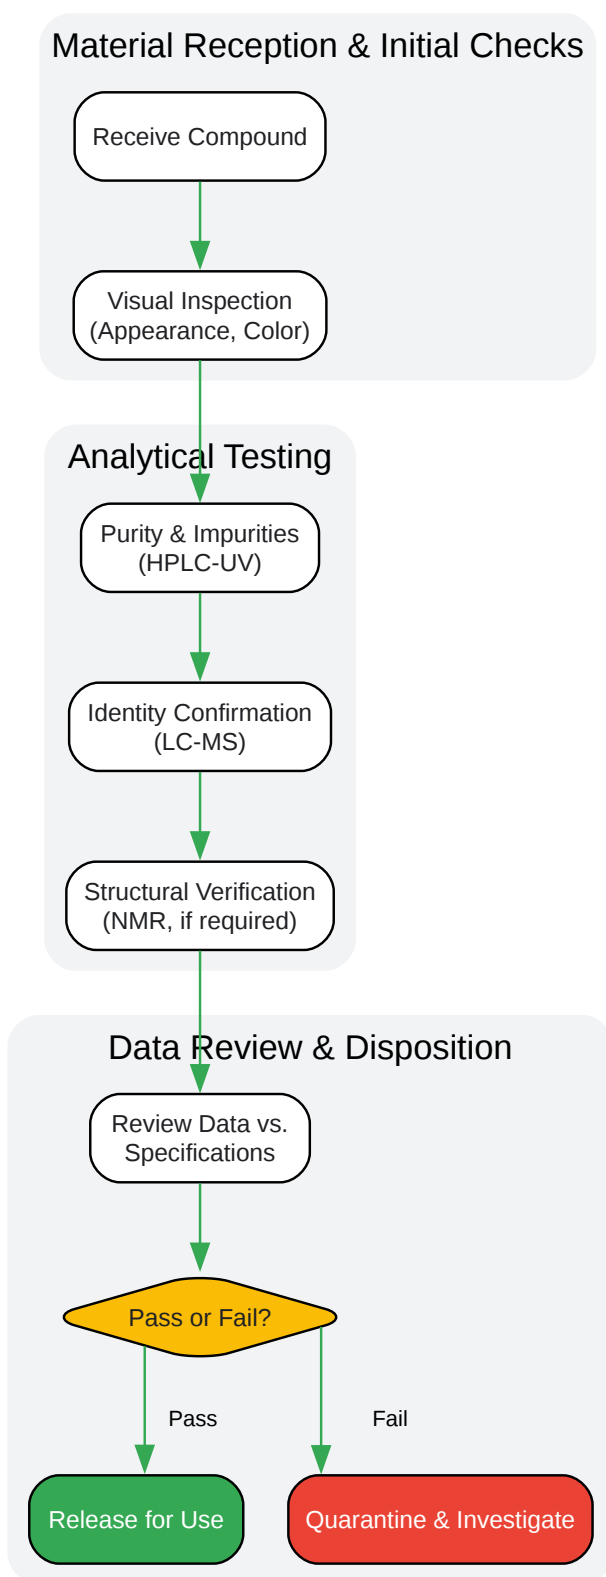 Material Reception & Initial Checks
Receive Compound
Visual Inspection
(Appearance, Color)
Analytical Testing
Purity & Impurities
(HPLC-UV)
Identity Confirmation
(LC-MS)
Structural Verification
(NMR, if required)
Data Review & Disposition
Review Data vs.
Specifications
Pass or Fail?
Pass
Fail
Release for Use
Quarantine & Investigate